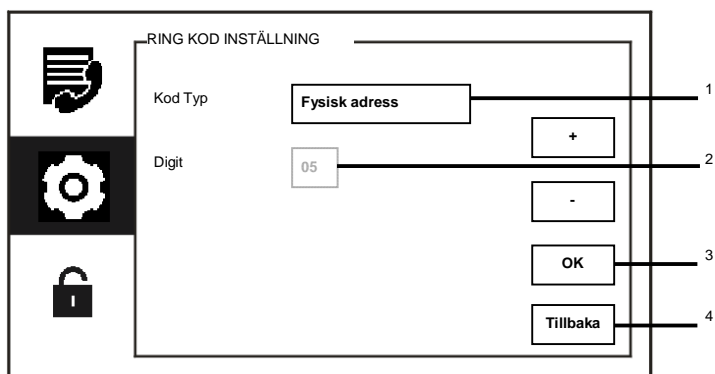 RING KOD INSTÄLLNING
Kod Typ
Fysisk adress
1
+
Digit
05
2
-
OK
3
Tillbaka
4